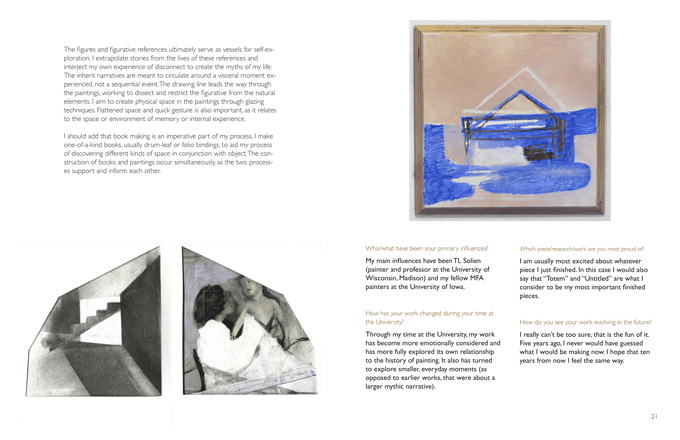 The figures and figurative references ultimately serve as vessels for self-ex-
ploration. I extrapolate stories from the lives of these references and
interject my own experience of disconnect to create the myths of my life.
The inherit narratives are meant to circulate around a visceral moment ex-
perienced, not a sequential event. The drawing line leads the way through
the paintings, working to dissect and restrict the figurative from the natural
elements. I aim to create physical space in the paintings through glazing
techniques. Flattened space and quick gesture is also important, as it relates
to the space or environment of memory or internal experience.
I should add that book making is an imperative part of my process. I make
one-of-a-kind books, usually drum-leaf or folio bindings, to aid my process
of discovering different kinds of space in conjunction with object. The con-
struction of books and paintings occur simultaneously, as the two process-
es support and inform each other.
Who/what have been your primary influences?
My main influences have been TL Solien
(painter and professor at the University of
Wisconsin, Madison) and my fellow MFA
painters at the University of Iowa.
How has your work changed during your time at
the University?
Through my time at the University, my work
has become more emotionally considered and
has more fully explored its own relationship
to the history of painting. It also has turned
to explore smaller, everyday moments (as
opposed to earlier works, that were about a
larger mythic narrative).
Which piece/research/work are you most proud of?
I am usually most excited about whatever
piece I just finished. In this case I would also
say that "Totem" and "Untitled" are what I
consider to be my most important finished
pieces.
How do you see your work evolving in the future?
I really can't be too sure, that is the fun of it.
Five years ago, I never would have guessed
what I would be making now. I hope that ten
years from now I feel the same way.
21